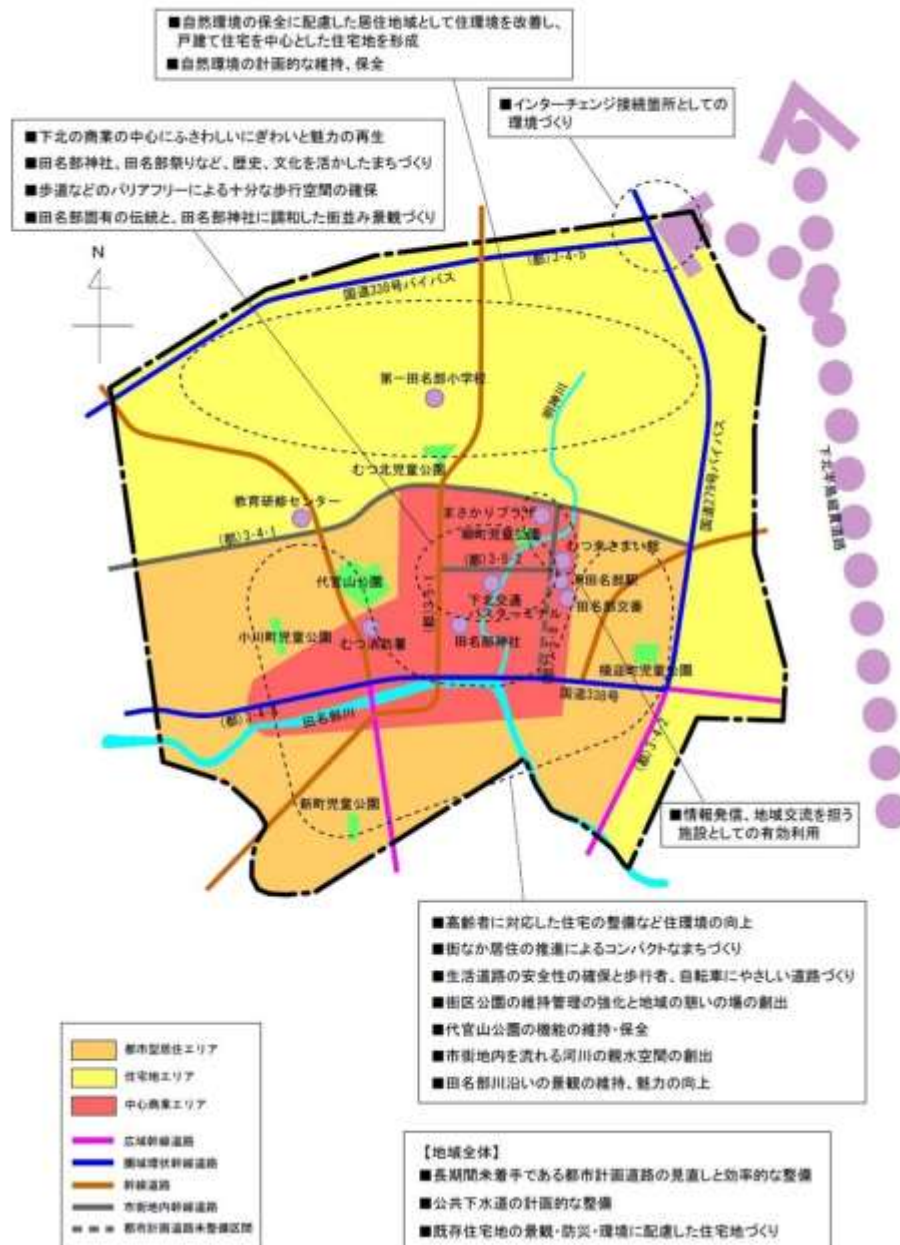 ■自然環境の保全に配慮した居住地域として住環境を改善し、
戸建て住宅を中心とした住宅地を形成
■自然環境の計画的な維持、保全
■インターチェンジ接続箇所としての
環境づくり
■下北の商業の中心にふさわしいにぎわいと魅力の再生
■田名部神社、田名部祭りなど、歴史、文化を活かしたまちづくり
■歩道などのバリアフリーによる十分な歩行空間の確保
■田名部固有の伝統と、田名部神社に調和した街並み景観づくり
N
国道338号バイパス
(都)3-4-5
第一田名部小学校
明神川
むつ北児童公園
国道279号バイパス
下北半島縦貫道路
教育研修センター
(都)3-4-1
まさかりプラザ
柳町児童公園
むつ来さまい館
代官山公園
(都)3-5-1
下北交通
バスターミナル
田名部交番
小川町児童公園
むつ消防署
田名部神社
横迎町児童公園
国道338号
田名部川
(都)3-4-2
新町児童公園
■情報発信、地域交流を担う
施設としての有効利用
■高齢者に対応した住宅の整備など住環境の向上
■街なか居住の推進によるコンパクトなまちづくり
■生活道路の安全性の確保と歩行者、自転車にやさしい道路づくり
■街区公園の維持管理の強化と地域の憩いの場の創出
■代官山公園の機能の維持・保全
■市街地内を流れる河川の親水空間の創出
■田名部川沿いの景観の維持、魅力の向上
都市型居住エリア
住宅地エリア
中心商業エリア
広域幹線道路
圏域環状幹線道路
幹線道路
市街地内幹線道路
都市計画道路未整備区間
【地域全体】
■長期間未着手である都市計画道路の見直しと効率的な整備
■公共下水道の計画的な整備
■既存住宅地の景観・防災・環境に配慮した住宅地づくり